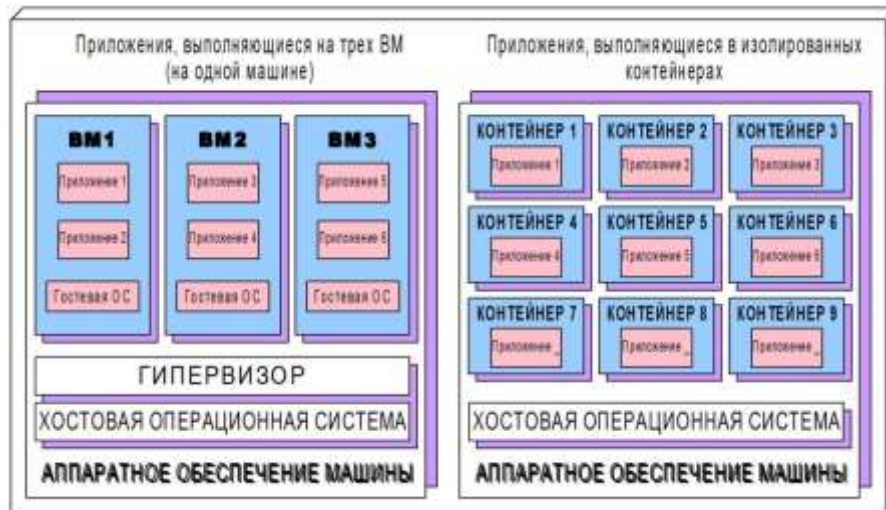 Приложения, выполняющиеся на трех ВМ
(на одной машине)
ВМ1
Приложение 1
Приложение 2
Гостевая ОС
ВМ2
Приложение 3
Приложение 4
Гостевая ОС
ВМ3
Приложение 5
Приложение 6
Гостевая ОС
ГИПЕРВИЗОР
ХОСТОВАЯ ОПЕРАЦИОННАЯ СИСТЕМА
АППАРАТНОЕ ОБЕСПЕЧЕНИЕ МАШИНЫ
Приложения, выполняющиеся в изолированных
контейнерах
КОНТЕЙНЕР 1
Приложение 1
КОНТЕЙНЕР 2
Приложение 2
КОНТЕЙНЕР 3
Приложение 3
КОНТЕЙНЕР 4
Приложение 4
КОНТЕЙНЕР 5
Приложение 5
КОНТЕЙНЕР 6
Приложение 6
КОНТЕЙНЕР 7
Приложение ...
КОНТЕЙНЕР 8
Приложение ...
КОНТЕЙНЕР 9
Приложение ...
ХОСТОВАЯ ОПЕРАЦИОННАЯ СИСТЕМА
АППАРАТНОЕ ОБЕСПЕЧЕНИЕ МАШИНЫ